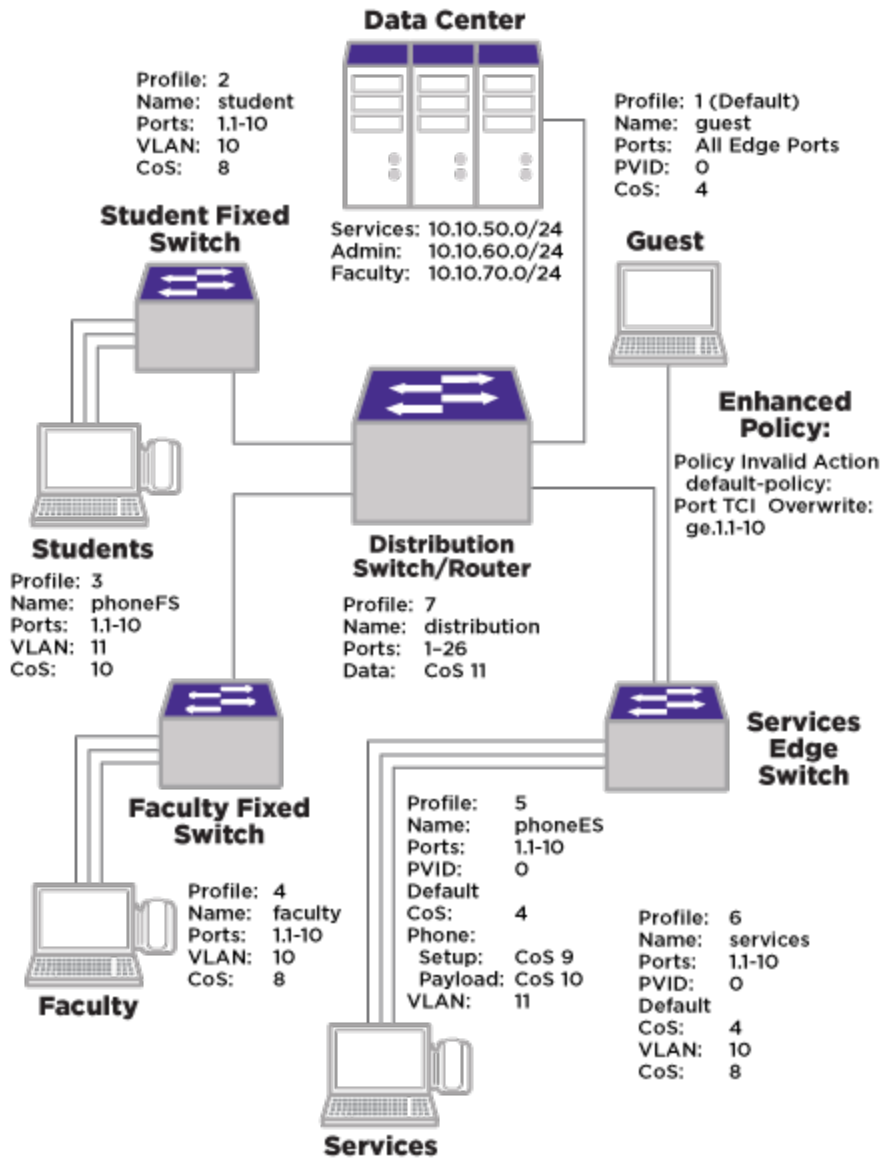 Data Center
Profile: 2
Name: student
Ports: 1.1-10
VLAN: 10
CoS: 8
Profile: 1 (Default)
Name: guest
Ports: All Edge Ports
PVID: 0
CoS: 4
Student Fixed
Switch
Services: 10.10.50.0/24
Admin: 10.10.60.0/24
Faculty: 10.10.70.0/24
Guest
Enhanced
Policy:
Policy Invalid Action
default-policy:
Port TCI Overwrite:
ge.1.1-10
Students
Profile: 3
Name: phoneFS
Ports: 1.1-10
VLAN: 11
CoS: 10
Distribution
Switch/Router
Profile: 7
Name: distribution
Ports: 1-26
Data: CoS 11
Services
Edge
Switch
Faculty Fixed
Switch
Profile: 5
Name: phoneES
Ports: 1.1-10
PVID: 0
Default
CoS: 4
Phone:
Setup: CoS 9
Payload: CoS 10
VLAN: 11
Profile: 4
Name: faculty
Ports: 1.1-10
VLAN: 10
CoS: 8
Faculty
Profile: 6
Name: services
Ports: 1.1-10
PVID: 0
Default
CoS: 4
VLAN: 10
CoS: 8
Services